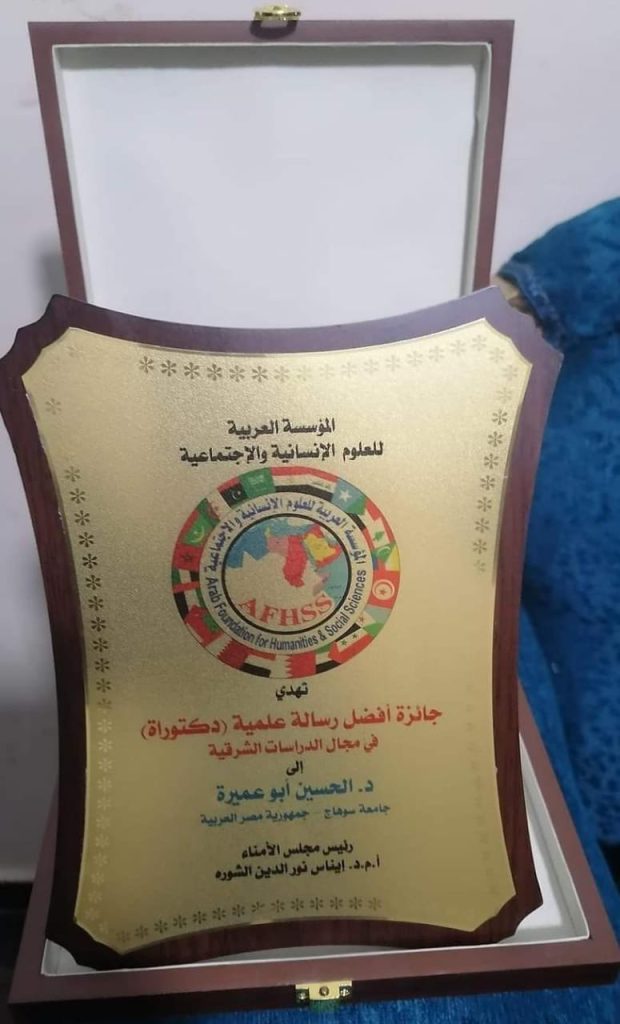 المؤسسة العربية
للعلوم الإنسانية والإجتماعية
المؤسسة العربية للعلوم الانسانية والاجتماعية
AFHSS
Arab Foundation for Humanities & Social Sciences
تهدي
جائزة أفضل رسالة علمية (دكتوراة)
في مجال الدراسات الشرقية
إلى
د. الحسين أبو عميرة
جامعة سوهاج - جمهورية مصر العربية
رئيس مجلس الأمناء
أ.م.د. إيناس نور الدين الشوره